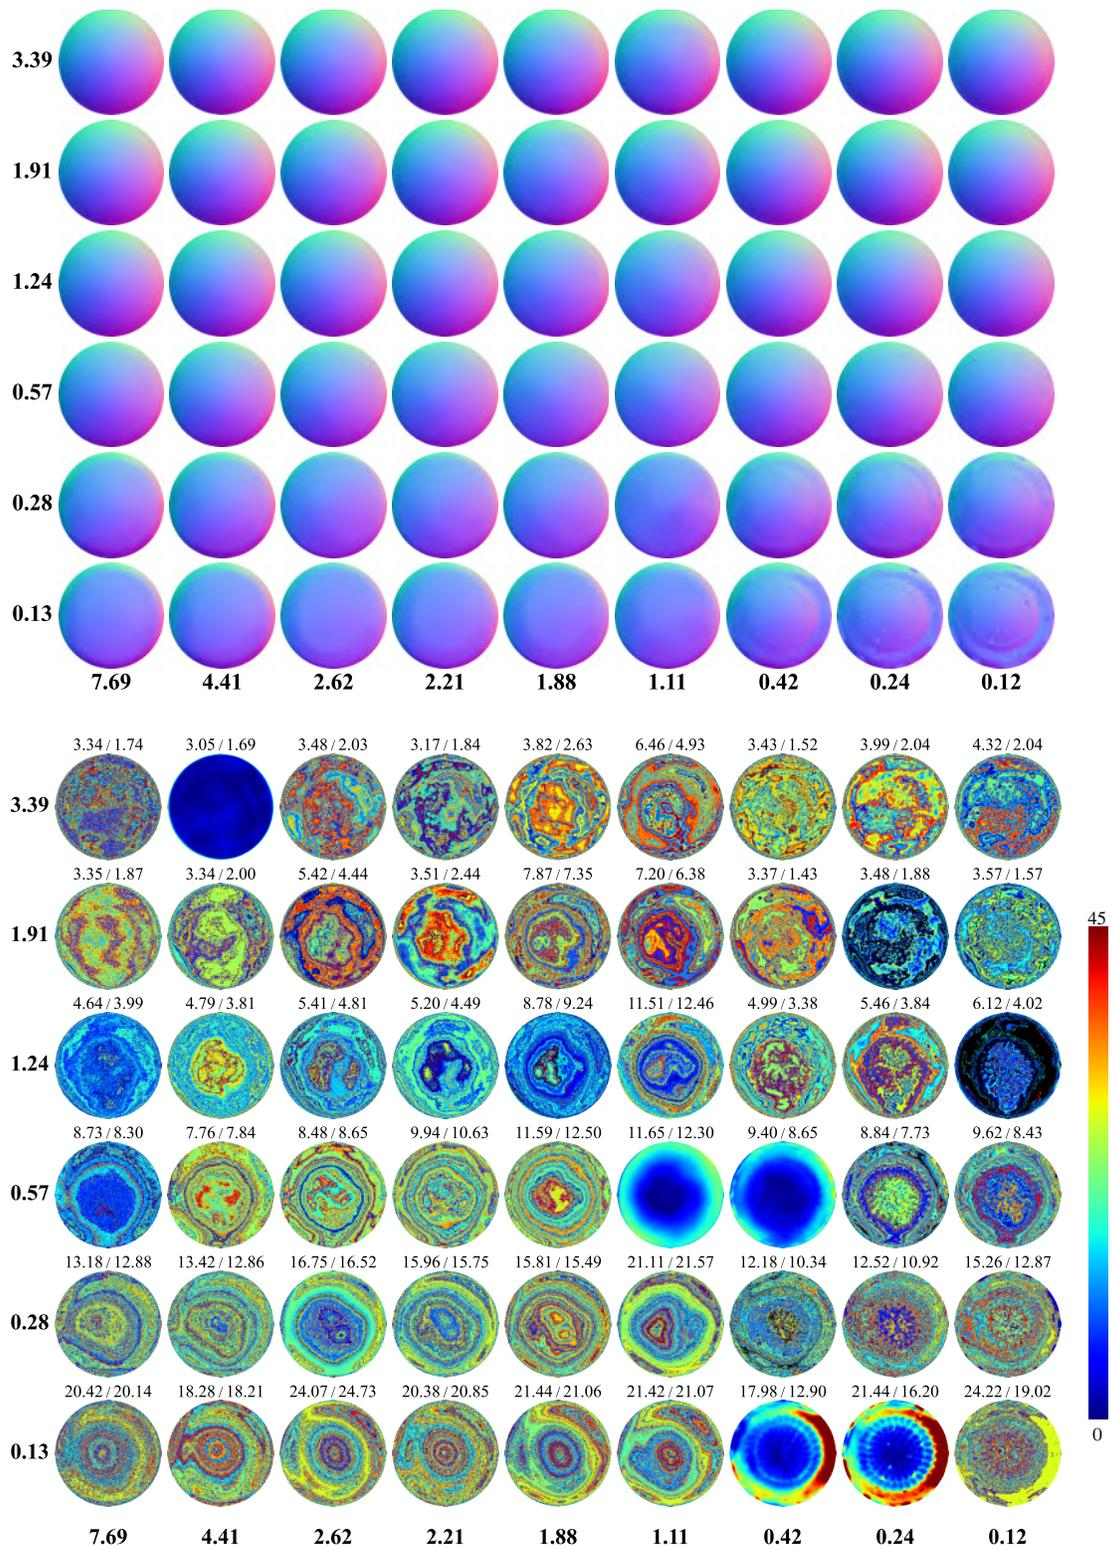 3.39
1.91
1.24
0.57
0.28
0.13
7.69 4.41 2.62 2.21 1.88 1.11 0.42 0.24 0.12
3.34 / 1.74 3.05 / 1.69 3.48 / 2.03 3.17 / 1.84 3.82 / 2.63 6.46 / 4.93 3.43 / 1.52 3.99 / 2.04 4.32 / 2.04
3.39
3.35 / 1.87 3.34 / 2.00 5.42 / 4.44 3.51 / 2.44 7.87 / 7.35 7.20 / 6.38 3.37 / 1.43 3.48 / 1.88 3.57 / 1.57
45
1.91
4.64 / 3.99 4.79 / 3.81 5.41 / 4.81 5.20 / 4.49 8.78 / 9.24 11.51 / 12.46 4.99 / 3.38 5.46 / 3.84 6.12 / 4.02
1.24
8.73 / 8.30 7.76 / 7.84 8.48 / 8.65 9.94 / 10.63 11.59 / 12.50 11.65 / 12.30 9.40 / 8.65 8.84 / 7.73 9.62 / 8.43
0.57
13.18 / 12.88 13.42 / 12.86 16.75 / 16.52 15.96 / 15.75 15.81 / 15.49 21.11 / 21.57 12.18 / 10.34 12.52 / 10.92 15.26 / 12.87
0.28
20.42 / 20.14 18.28 / 18.21 24.07 / 24.73 20.38 / 20.85 21.44 / 21.06 21.42 / 21.07 17.98 / 12.90 21.44 / 16.20 24.22 / 19.02
0
0.13
7.69 4.41 2.62 2.21 1.88 1.11 0.42 0.24 0.12